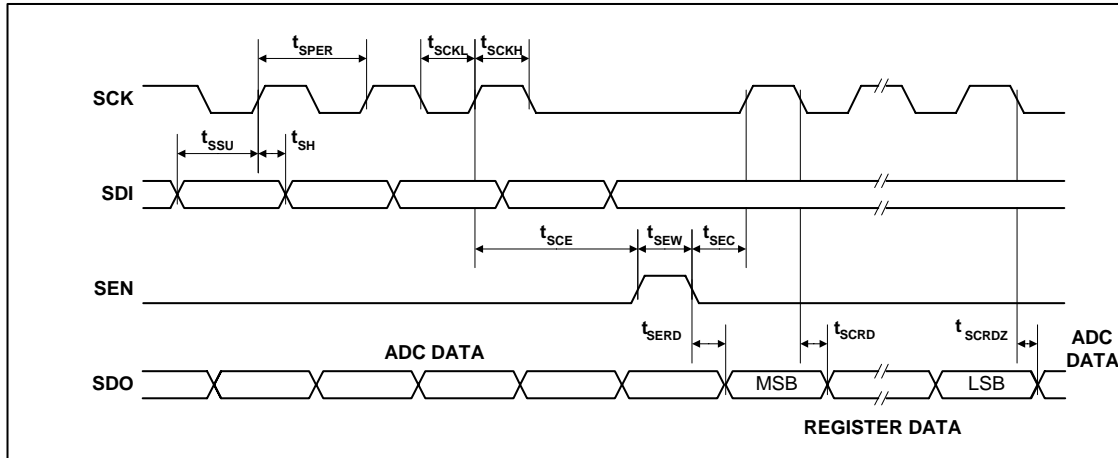 tSPER
tSCKL
tSCKH
SCK
tSSU
tSH
SDI
tSCE
tSEW
tSEC
SEN
tSERD
tSCRD
tSCRDZ
ADC DATA
ADC
DATA
SDO
MSB
LSB
REGISTER DATA